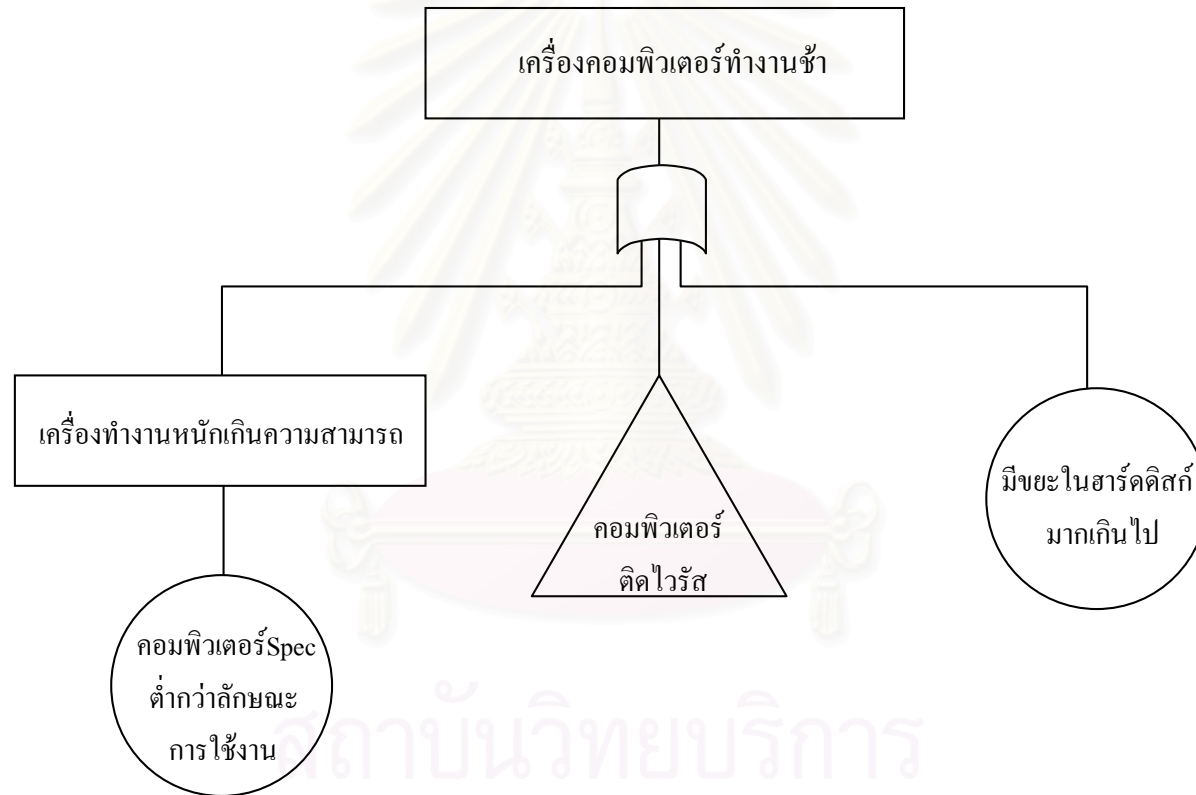 เครื่องคอมพิวเตอร์ทำงานช้า
เครื่องทำงานหนักเกินความสามารถ
คอมพิวเตอร์
ติดไวรัส
มีขยะในฮาร์ดดิสก์
มากเกินไป
คอมพิวเตอร์Spec
ต่ำกว่าลักษณะ
การใช้งาน
สถาบันวิทยบริการ